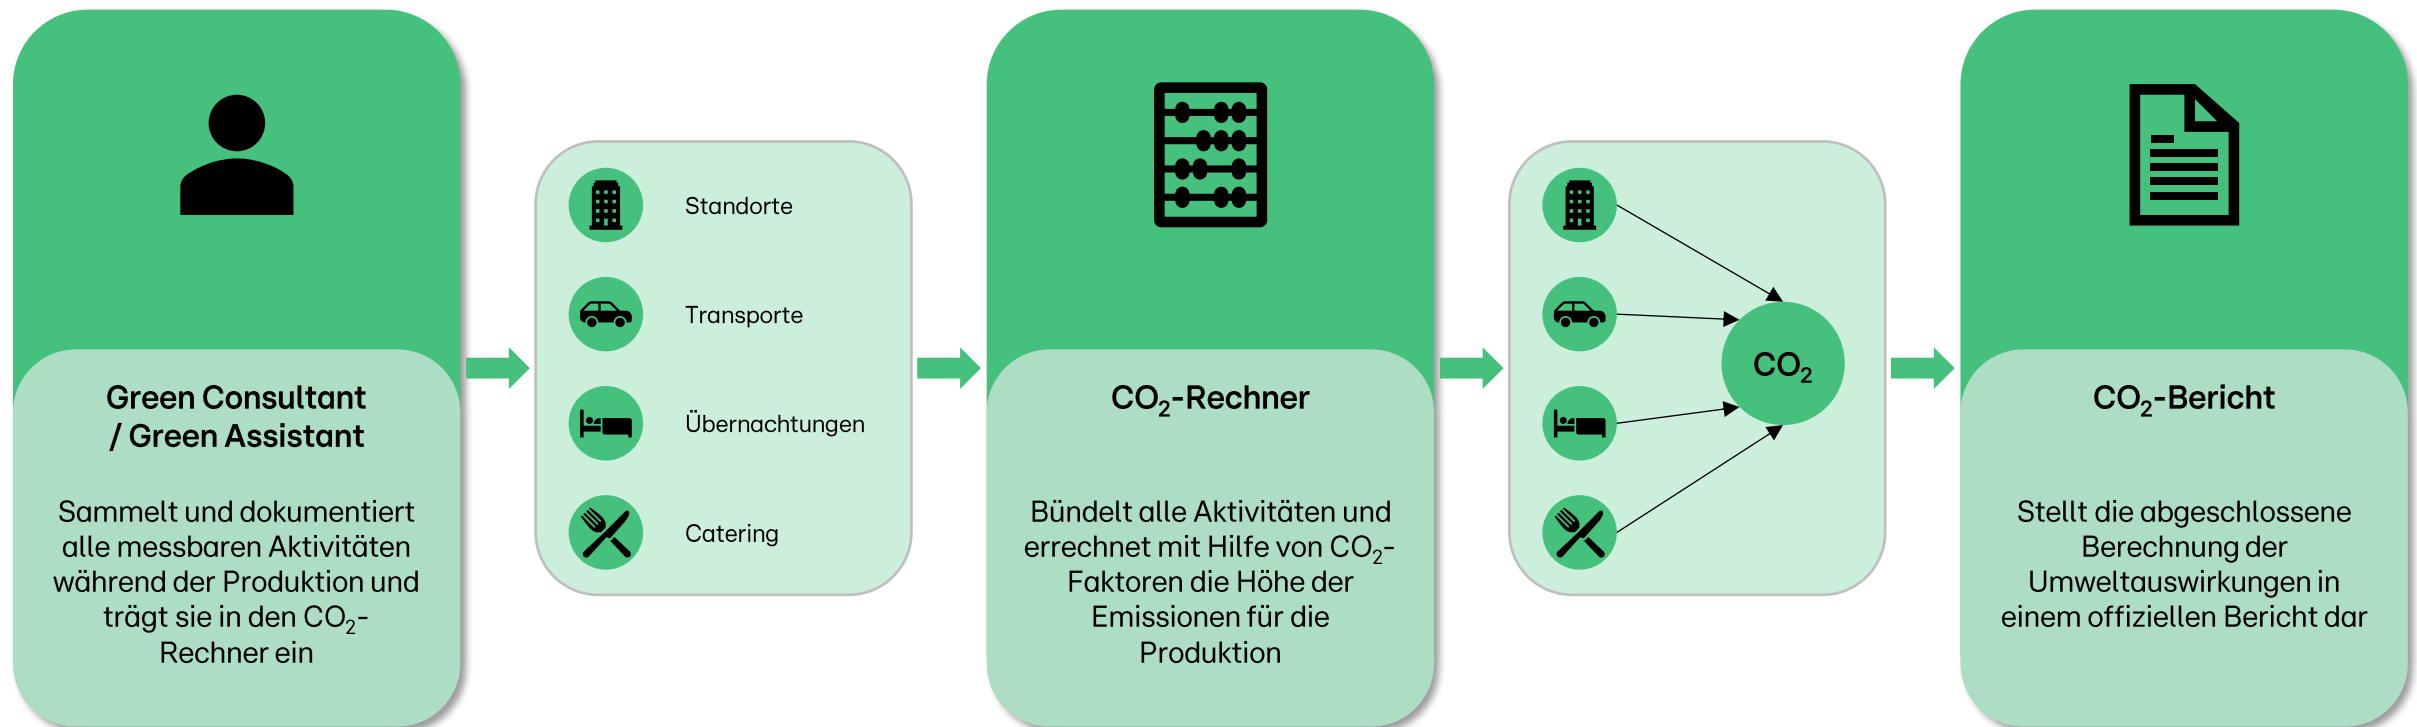 Green Consultant
/ Green Assistant
Sammelt und dokumentiert
alle messbaren Aktivitäten
während der Produktion und
trägt sie in den CO₂-
Rechner ein
Standorte
Transporte
Übernachtungen
Catering
CO₂-Rechner
Bündelt alle Aktivitäten und
errechnet mit Hilfe von CO₂-
Faktoren die Höhe der
Emissionen für die
Produktion
CO₂
CO₂-Bericht
Stellt die abgeschlossene
Berechnung der
Umweltauswirkungen in
einem offiziellen Bericht dar